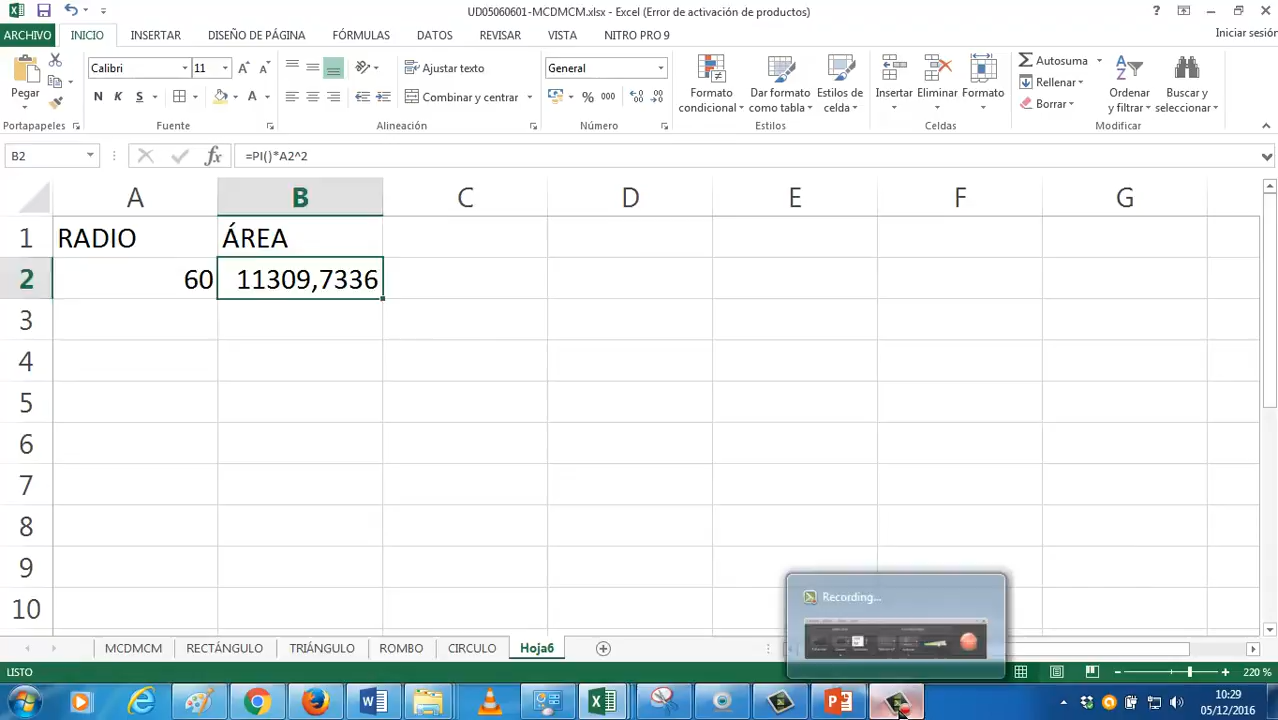 UD05060601-MCDMCM.xlsx - Excel (Error de activación de productos)
ARCHIVO INICIO INSERTAR DISEÑO DE PÁGINA FÓRMULAS DATOS REVISAR VISTA NITRO PRO 9 Iniciar sesión
Calibri 11 Ajustar texto General Autosuma
Rellenar
Pegar N K S Combinar y centrar % 000 Formato condicional Dar formato como tabla Estilos de celda Insertar Eliminar Formato Borrar Ordenar y filtrar Buscar y seleccionar
Portapapeles Fuente Alineación Número Estilos Celdas Modificar
B2 fx =PI()*A2^2
A B C D E F G
1 RADIO ÁREA
2 60 11309,7336
3
4
5
6
7
8
9
10
Recording...
MCDMCM RECTÁNGULO TRIÁNGULO ROMBO CIRCULO Hoja6
LISTO 220 %
10:29
05/12/2016